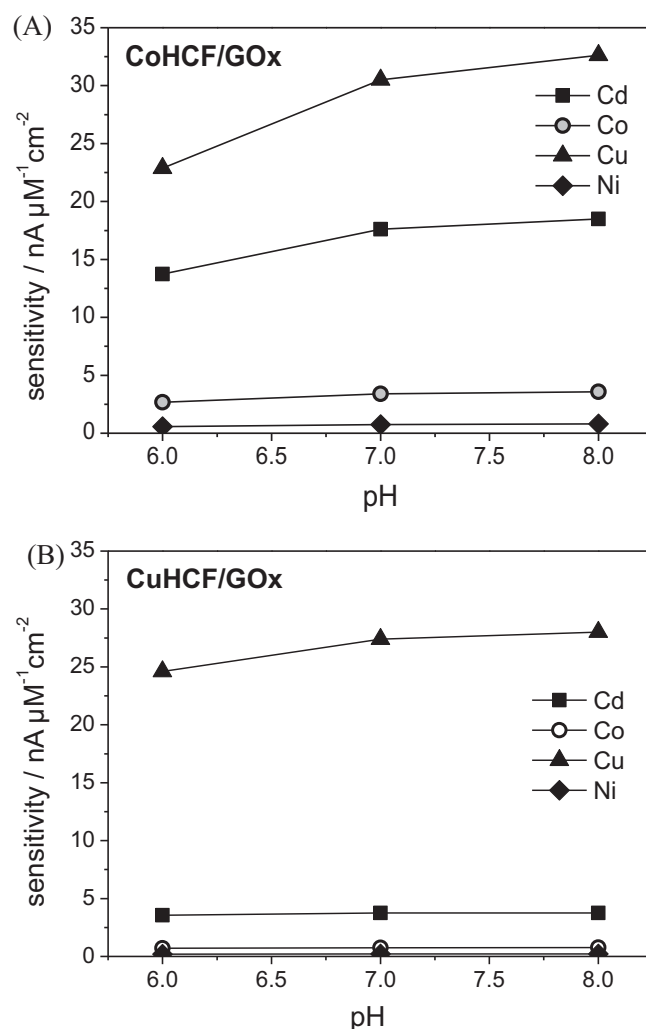 (A)
CoHCF/GOx
35
30
25
20
15
10
5
0
sensitivity / nA µM⁻¹cm⁻²
Cd
Co
Cu
Ni
6.0 6.5 7.0 7.5 8.0
pH
(B)
CuHCF/GOx
35
30
25
20
15
10
5
0
sensitivity / nA µM⁻¹cm⁻²
Cd
Co
Cu
Ni
6.0 6.5 7.0 7.5 8.0
pH